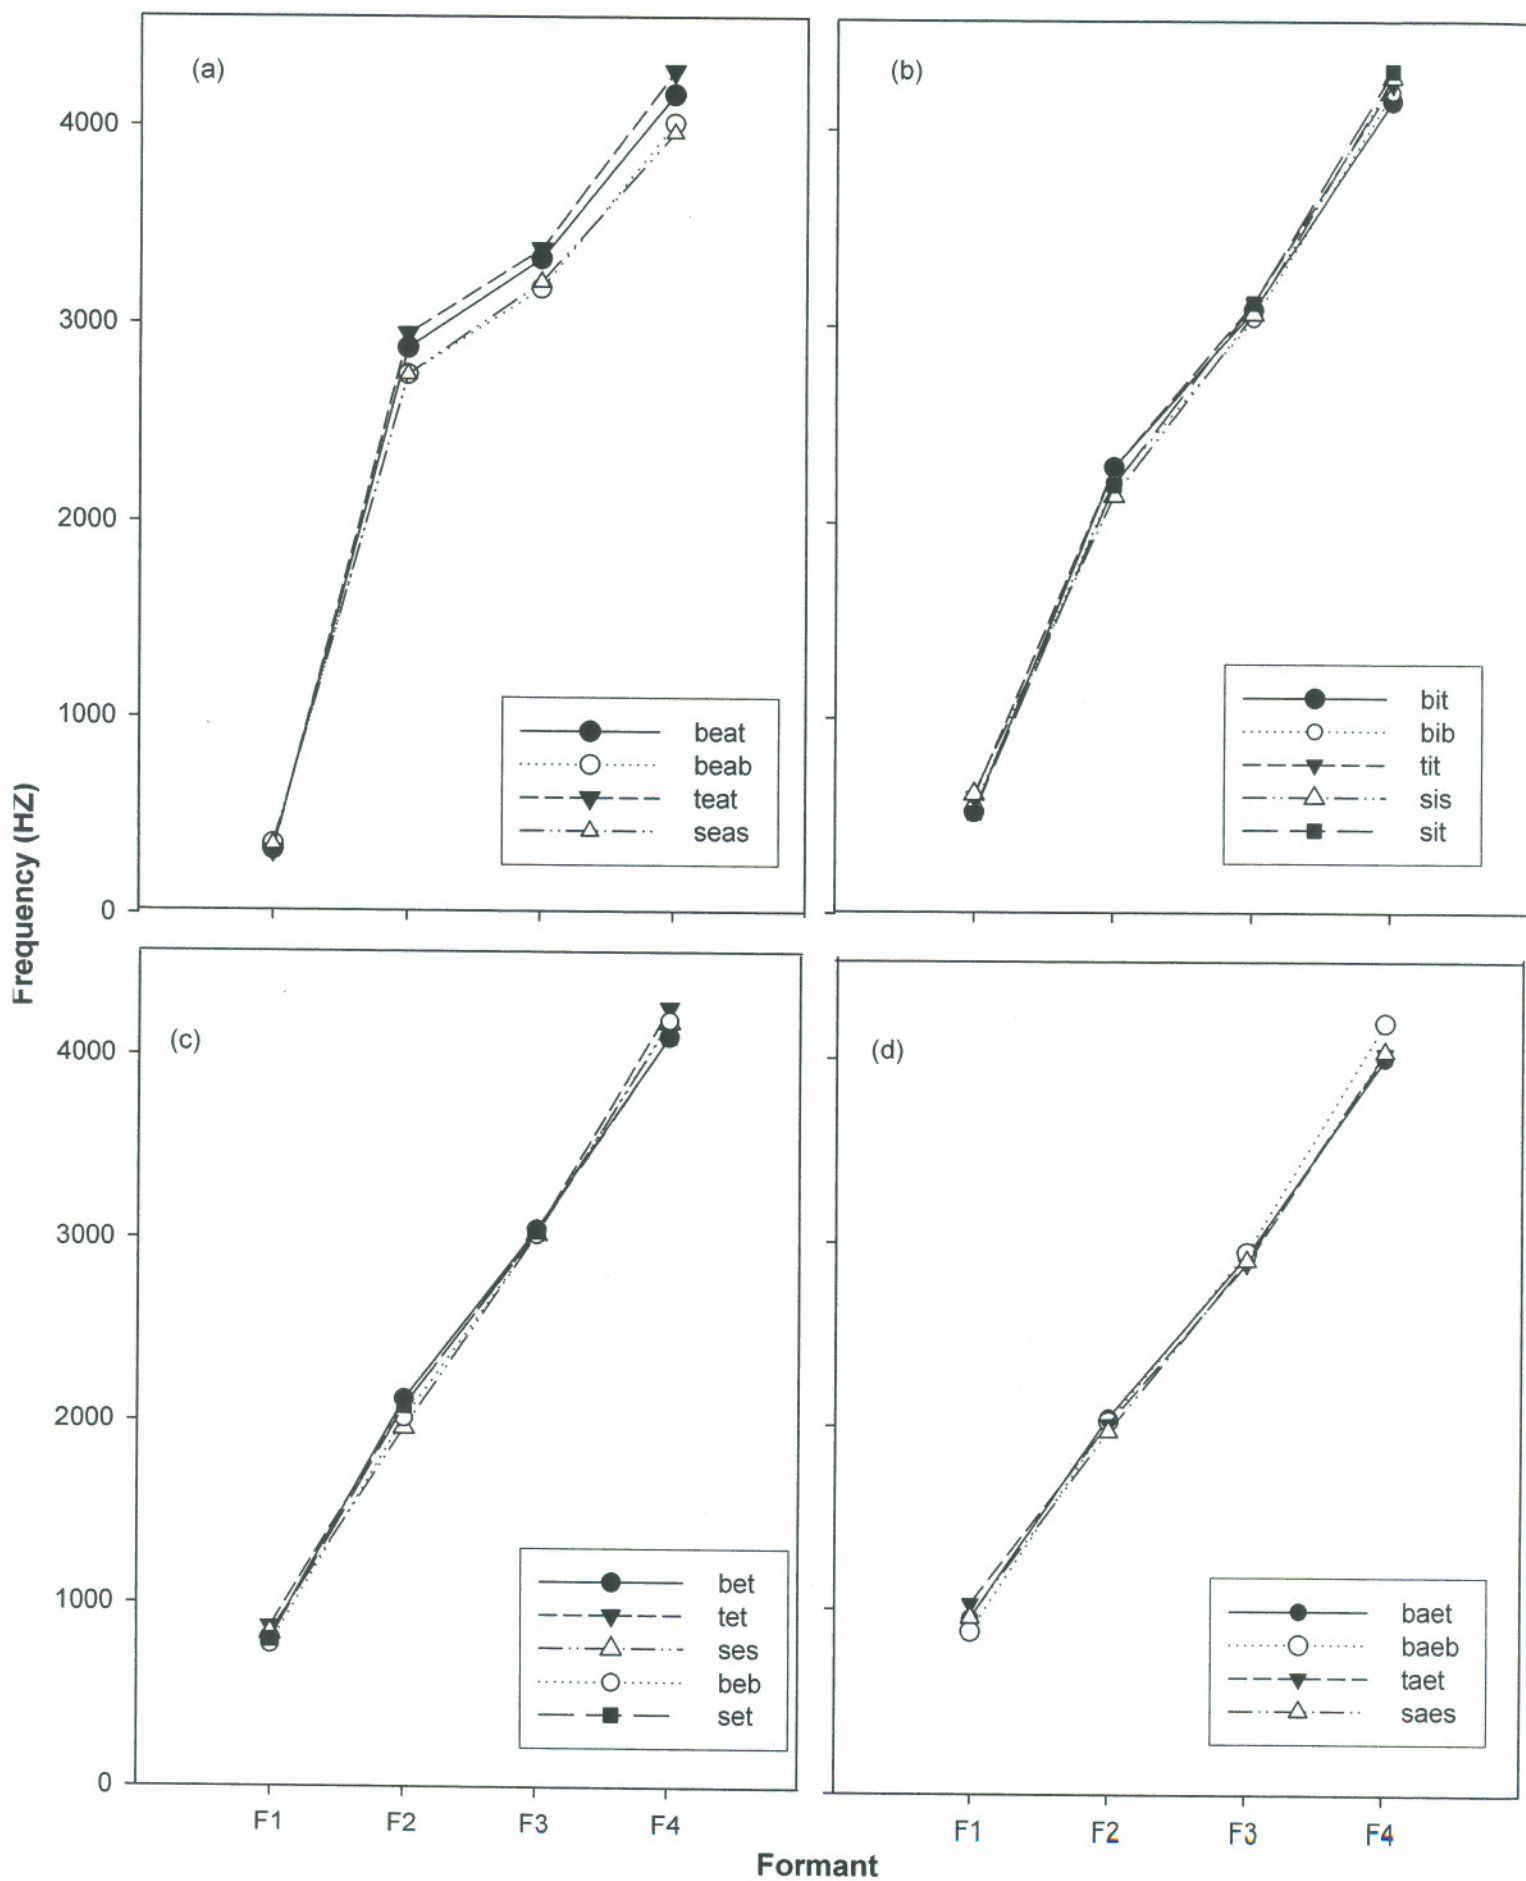 (a)
(b)
4000
3000
2000
1000
0
beat
beab
teat
seas
bit
bib
tit
sis
sit
Frequency (HZ)
(c)
(d)
4000
3000
2000
1000
0
bet
tet
ses
beb
set
baet
baeb
taet
saes
F1 F2 F3 F4
F1 F2 F3 F4
Formant